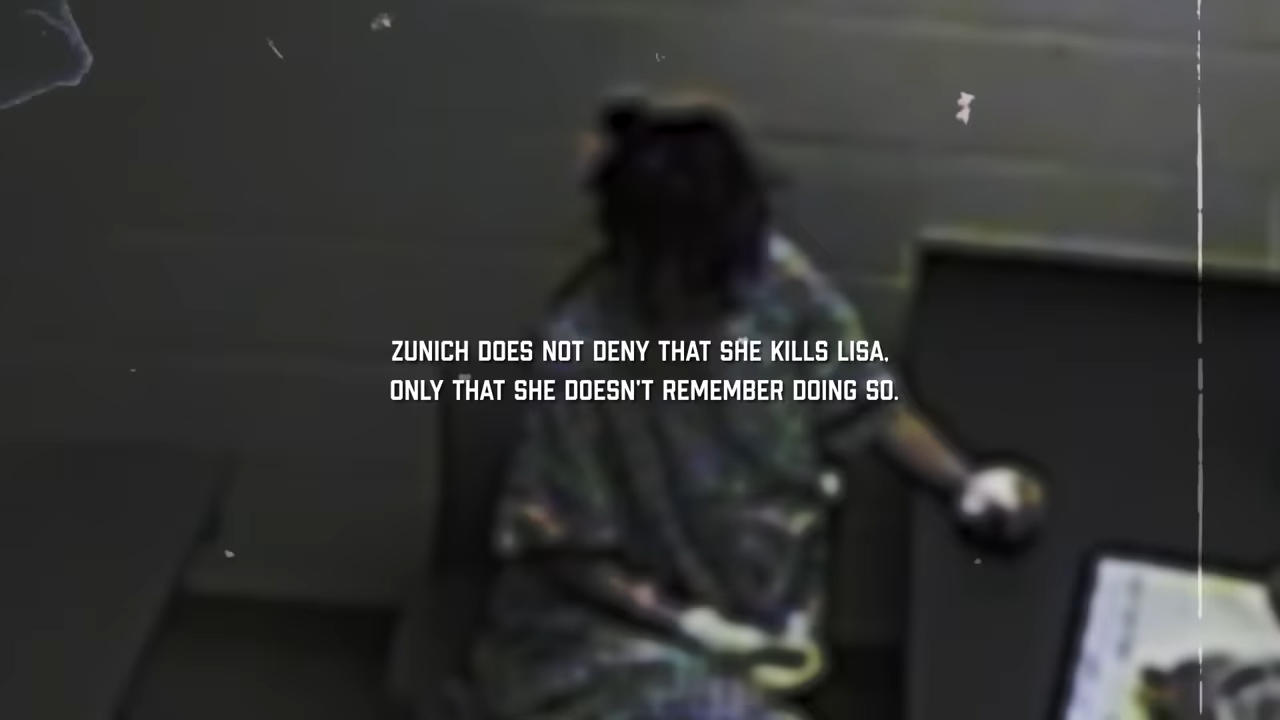 ZUNICH DOES NOT DENY THAT SHE KILLS LISA,
ONLY THAT SHE DOESN'T REMEMBER DOING SO.